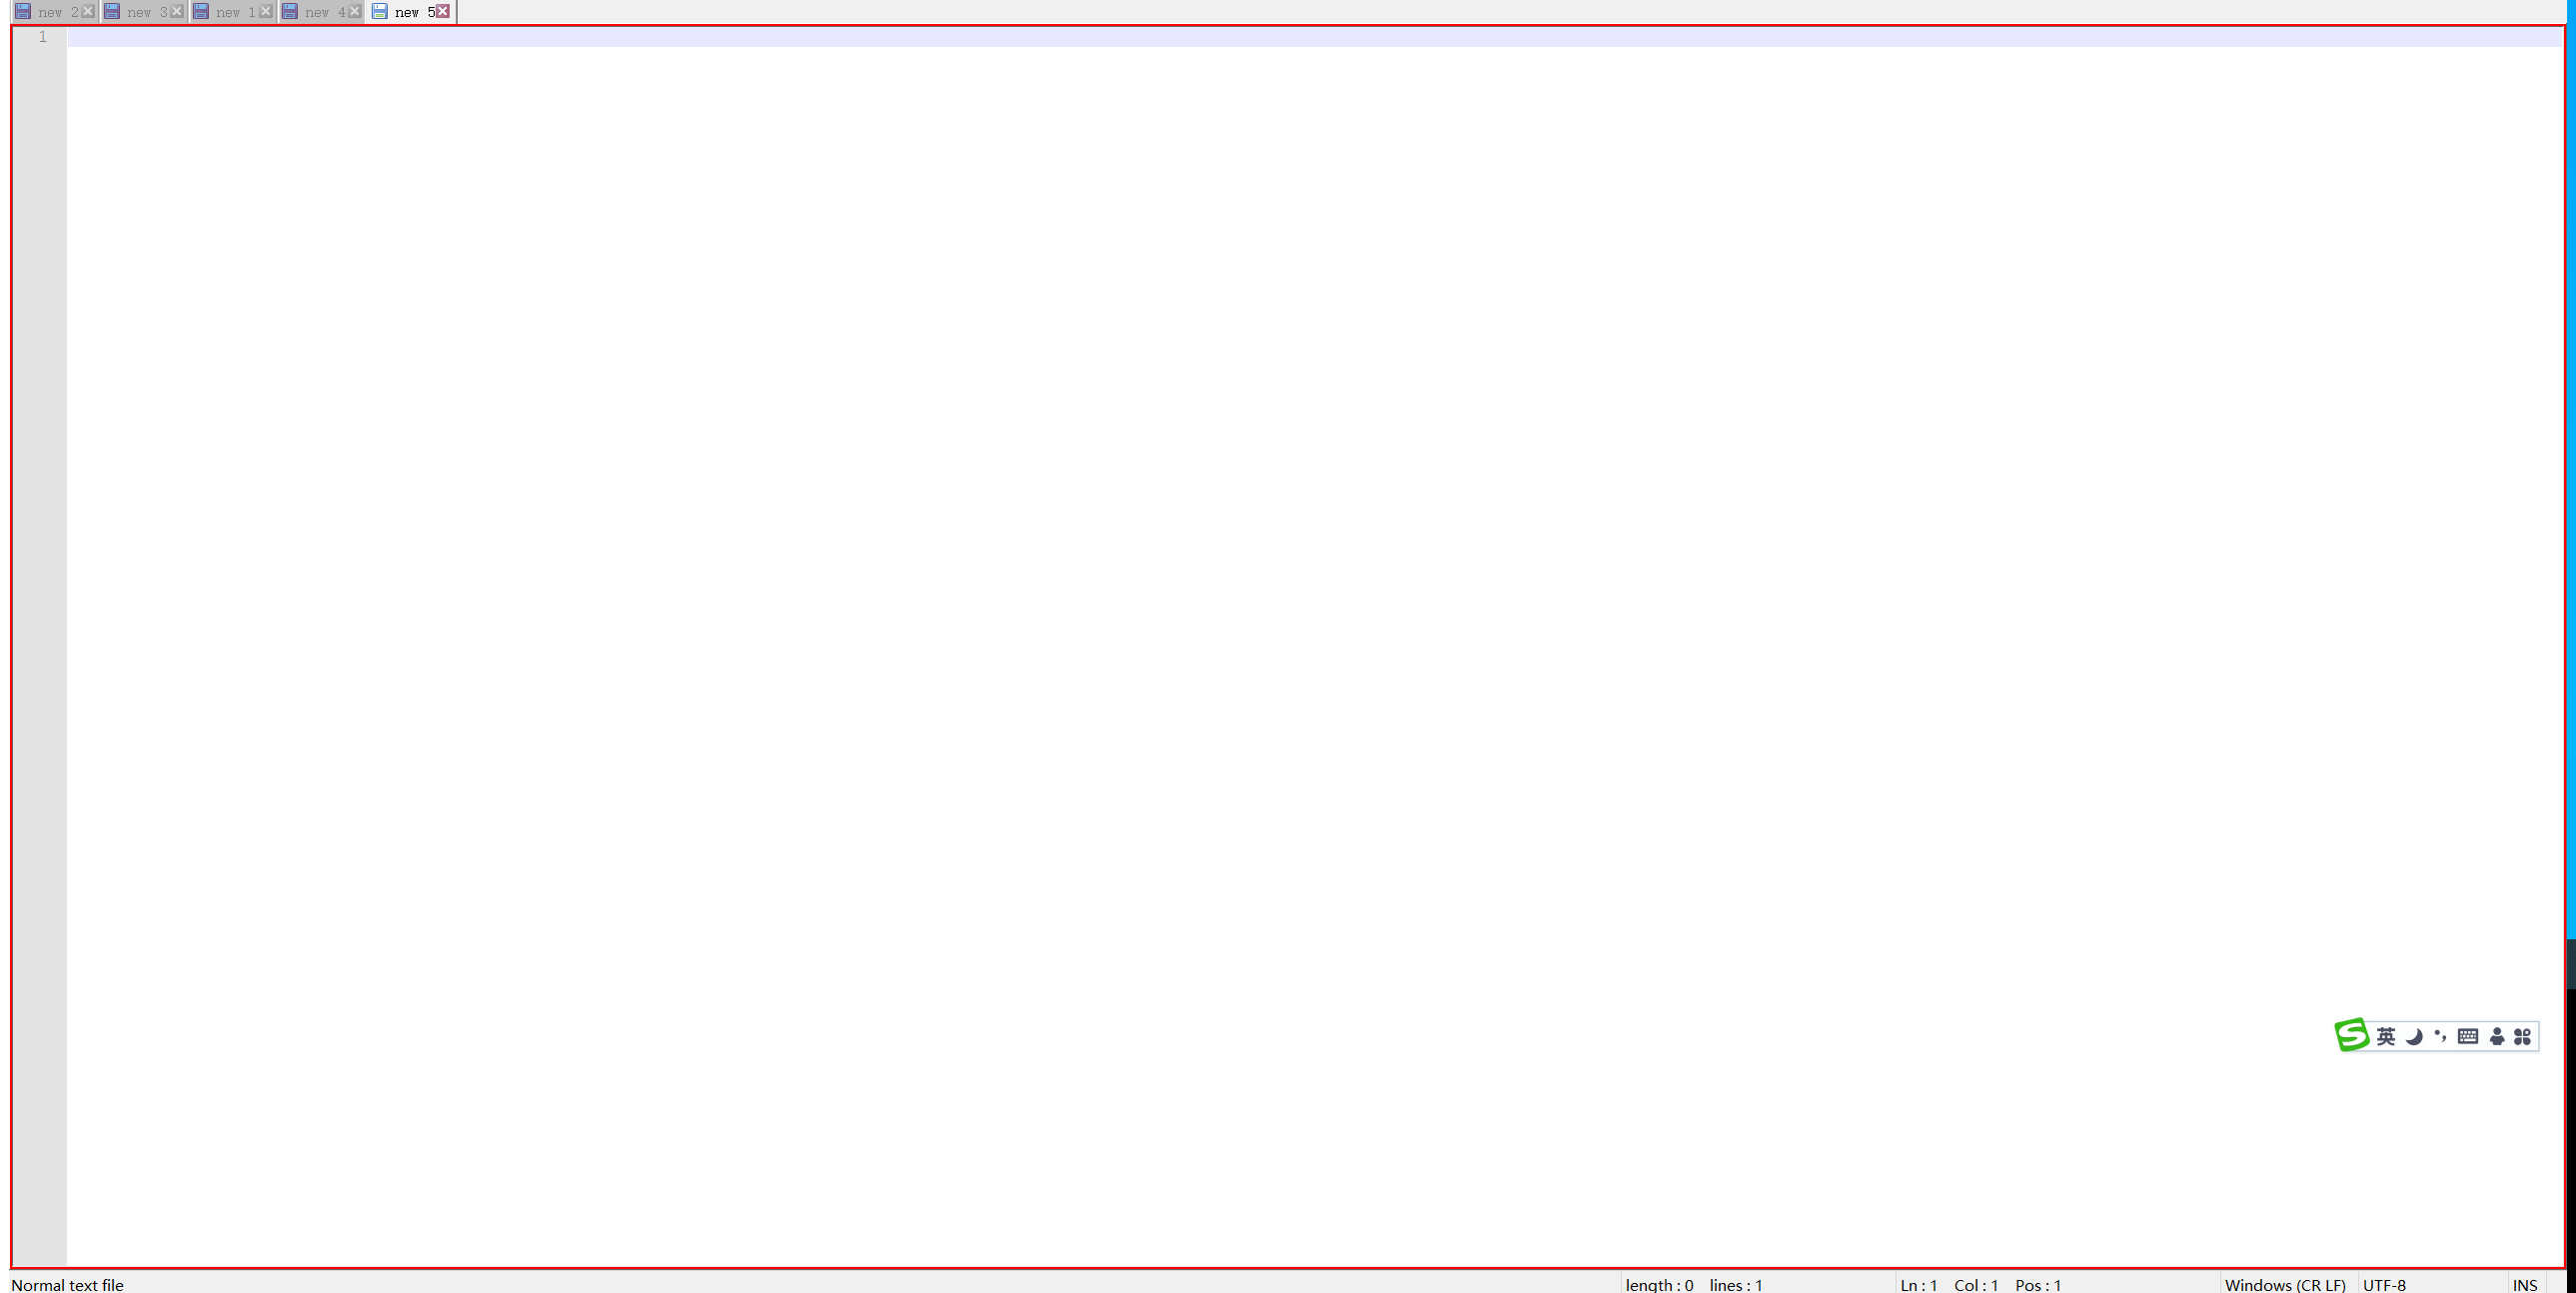 new 2 new 3 new 1 new 4 new 5
1
英
Normal text file length : 0 lines : 1 Ln : 1 Col : 1 Pos : 1 Windows (CR LF) UTF-8 INS